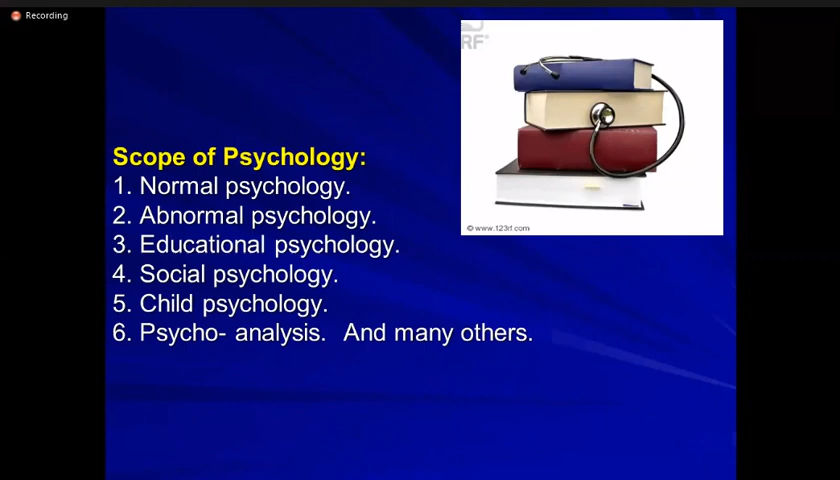 Recording
RF®
Scope of Psychology:
1. Normal psychology.
2. Abnormal psychology.
3. Educational psychology.
4. Social psychology.
5. Child psychology.
6. Psycho- analysis. And many others.
© www.123rf.com